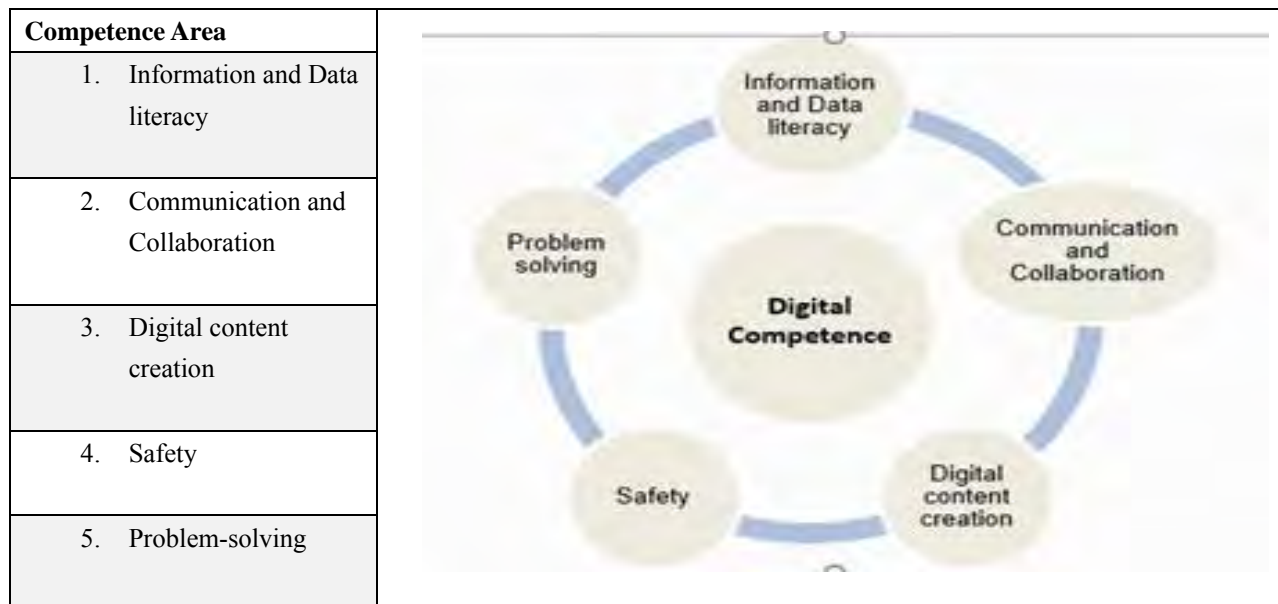 Competence Area
1. Information and Data
literacy
2. Communication and
Collaboration
3. Digital content
creation
4. Safety
5. Problem-solving
Information
and Data
literacy
Communication
and
Collaboration
Digital
content
creation
Safety
Problem
solving
Digital
Competence